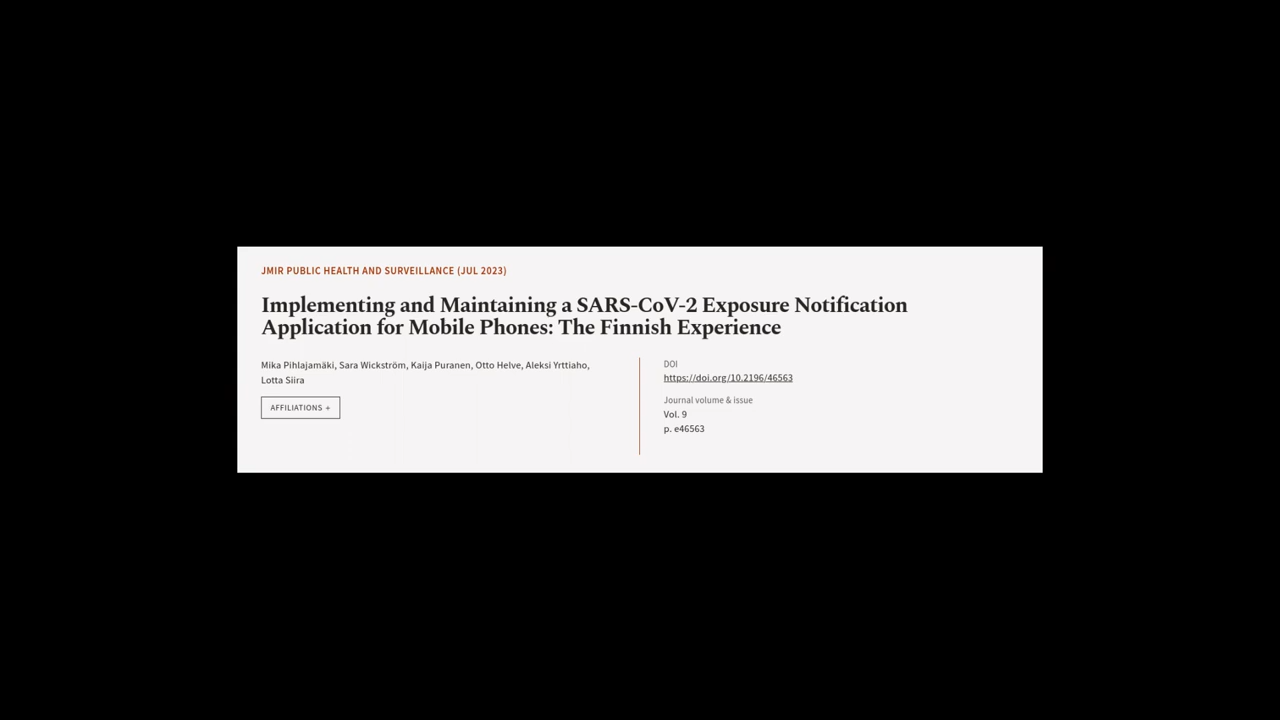 JMIR PUBLIC HEALTH AND SURVEILLANCE (JUL 2023)
Implementing and Maintaining a SARS-CoV-2 Exposure Notification
Application for Mobile Phones: The Finnish Experience
Mika Pihlajamäki, Sara Wickström, Kaija Puranen, Otto Helve, Aleksi Yrttiaho,
Lotta Siira
AFFILIATIONS +
DOI
https://doi.org/10.2196/46563
Journal volume & issue
Vol. 9
p. e46563